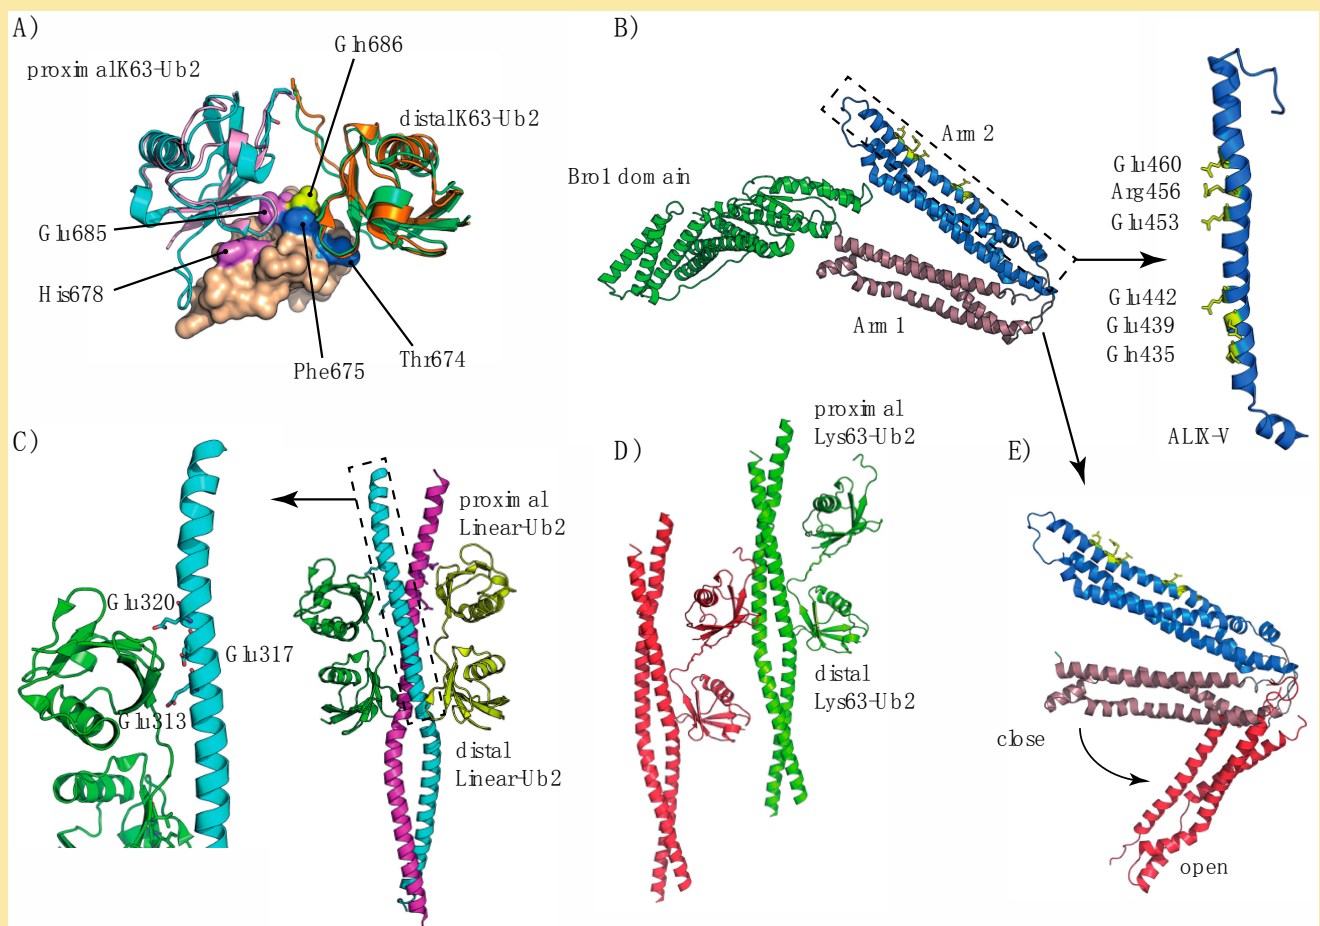 A)
Gln686
proximal K63-Ub2
distal K63-Ub2
Glu685
His678
Phe675
Thr674
B)
Arm 2
Bro1 domain
Arm 1
Glu460
Arg456
Glu453
Glu442
Glu439
Gln435
ALIX-V
C)
Glu320
Glu317
Glu313
proximal
Linear-Ub2
distal
Linear-Ub2
D)
proximal
Lys63-Ub2
distal
Lys63-Ub2
E)
close
open